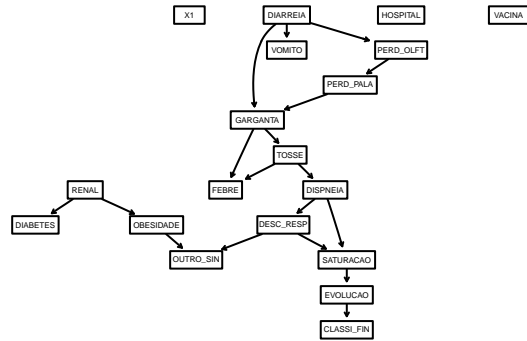 X1
DIARREIA
HOSPITAL
VACINA
VOMITO
PERD_OLFT
PERD_PALA
GARGANTA
TOSSE
RENAL
FEBRE
DISPNEIA
DIABETES
OBESIDADE
DESC_RESP
OUTRO_SIN
SATURACAO
EVOLUCAO
CLASSI_FIN